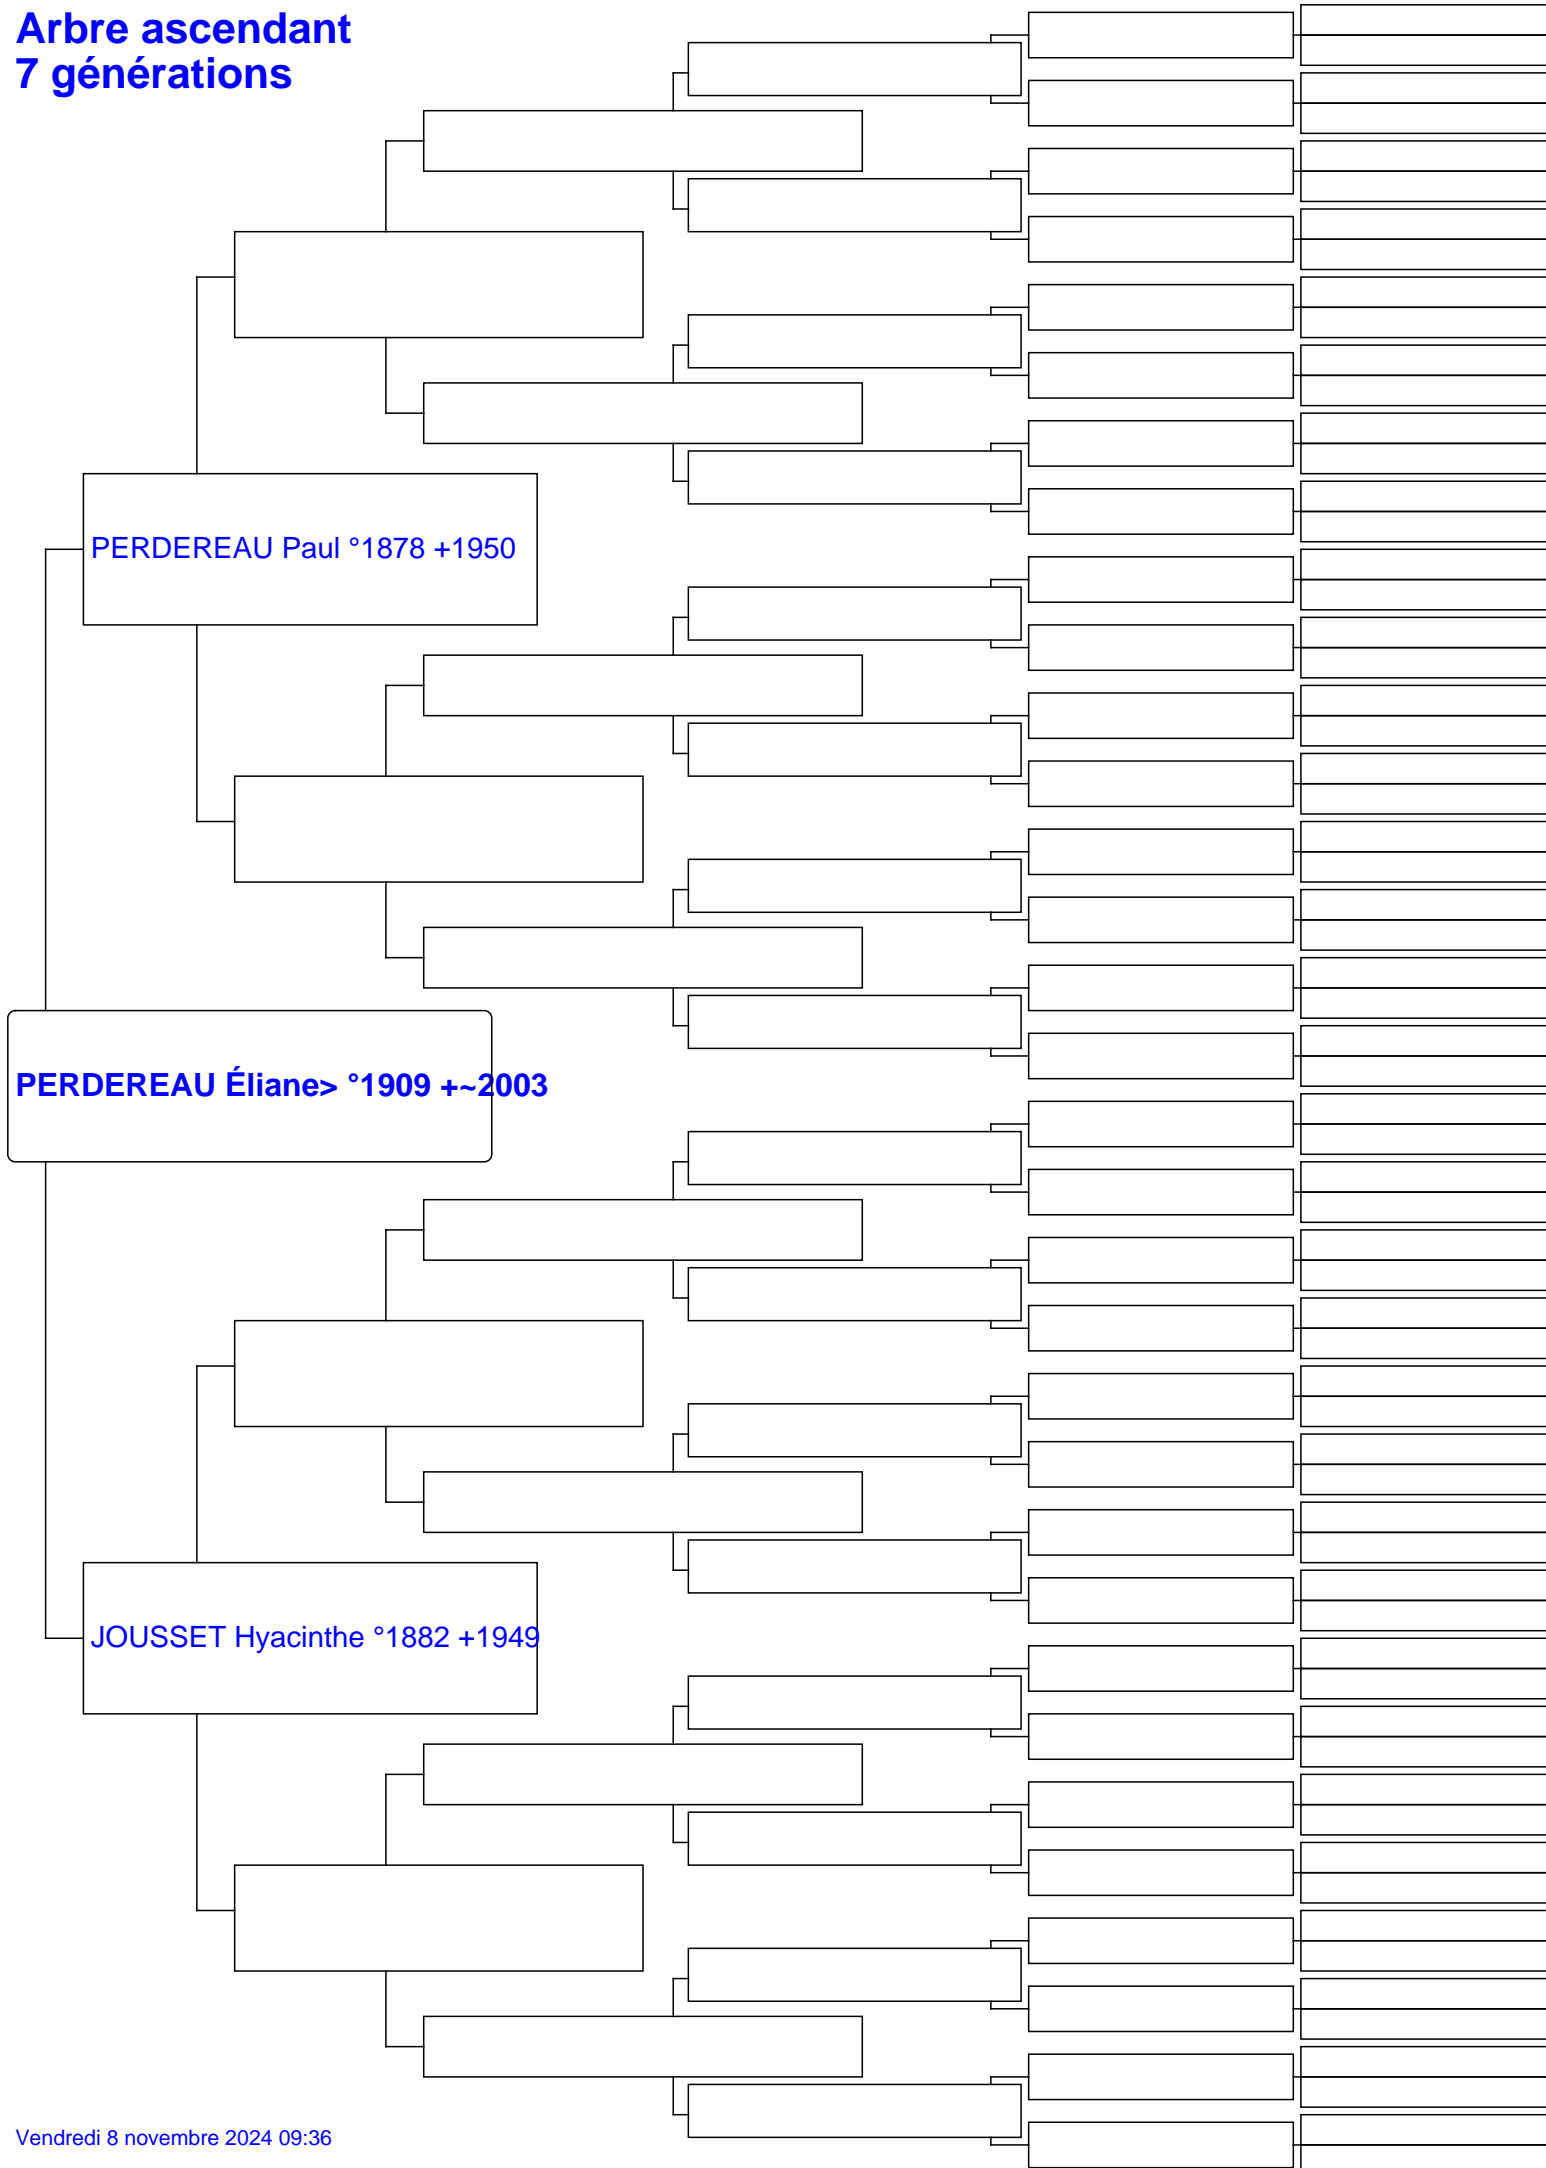 Arbre ascendant
7 générations
PERDEREAU Paul °1878 +1950
PERDEREAU Éliane> °1909 +~2003
JOUSSET Hyacinthe °1882 +1949
Vendredi 8 novembre 2024 09:36